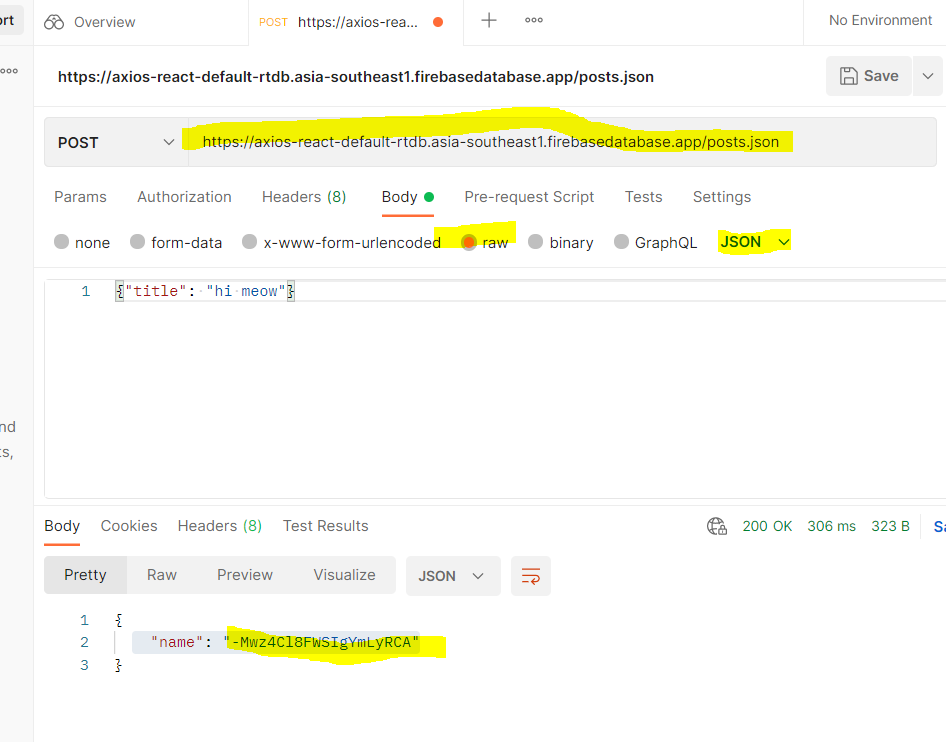 ort
Overview
POST https://axios-rea...
No Environment
https://axios-react-default-rtdb.asia-southeast1.firebasedatabase.app/posts.json
Save
POST https://axios-react-default-rtdb.asia-southeast1.firebasedatabase.app/posts.json
Params Authorization Headers (8) Body Pre-request Script Tests Settings
none form-data x-www-form-urlencoded raw binary GraphQL JSON
1 {"title": "hi meow"}
nd
ts,
Body Cookies Headers (8) Test Results 200 OK 306 ms 323 B Sa
Pretty Raw Preview Visualize JSON
1 {
2 "name": "-Mwz4Cl8FWSIgYmLyRCA"
3 }